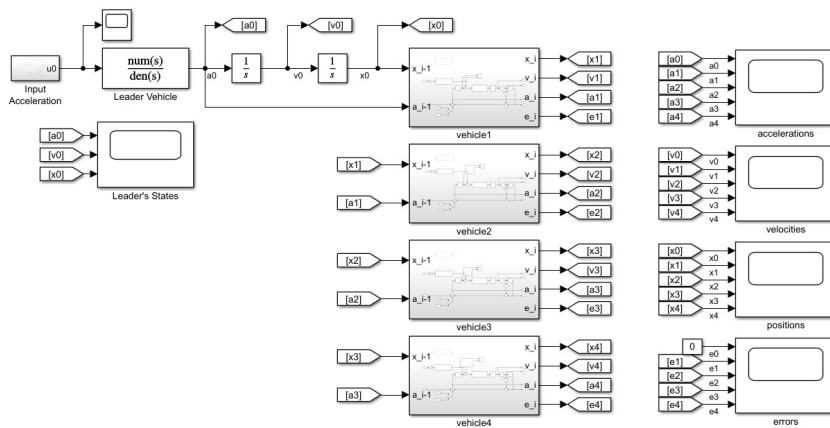 [a0]
[v0]
[x0]
u0
Input
Acceleration
num(s)
den(s)
Leader Vehicle
a0
1
s
v0
1
s
x0
x_i-1
a_i-1
x_i
v_i
a_i
e_i
vehicle1
[x1]
[v1]
[a1]
[e1]
[a0]
[v0]
[x0]
Leader's States
[x1]
[a1]
x_i-1
a_i-1
x_i
v_i
a_i
e_i
vehicle2
[x2]
[v2]
[a2]
[e2]
[x2]
[a2]
x_i-1
a_i-1
x_i
v_i
a_i
e_i
vehicle3
[x3]
[v3]
[a3]
[e3]
[x3]
[a3]
x_i-1
a_i-1
x_i
v_i
a_i
e_i
vehicle4
[x4]
[v4]
[a4]
[e4]
[a0]
a0
[a1]
a1
[a2]
a2
[a3]
a3
[a4]
a4
accelerations
[v0]
v0
[v1]
v1
[v2]
v2
[v3]
v3
[v4]
v4
velocities
[x0]
x0
[x1]
x1
[x2]
x2
[x3]
x3
[x4]
x4
positions
0
e0
[e1]
e1
[e2]
e2
[e3]
e3
[e4]
e4
errors